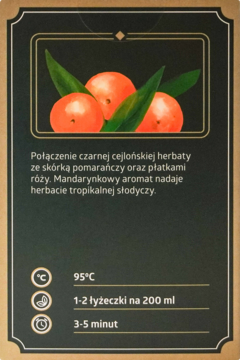 Połączenie czarnej cejlońskiej herbaty
ze skórką pomarańczy oraz płatkami
róży. Mandarynkowy aromat nadaje
herbacie tropikalnej słodyczy.
°C 95°C
1-2 łyżeczki na 200 ml
3-5 minut